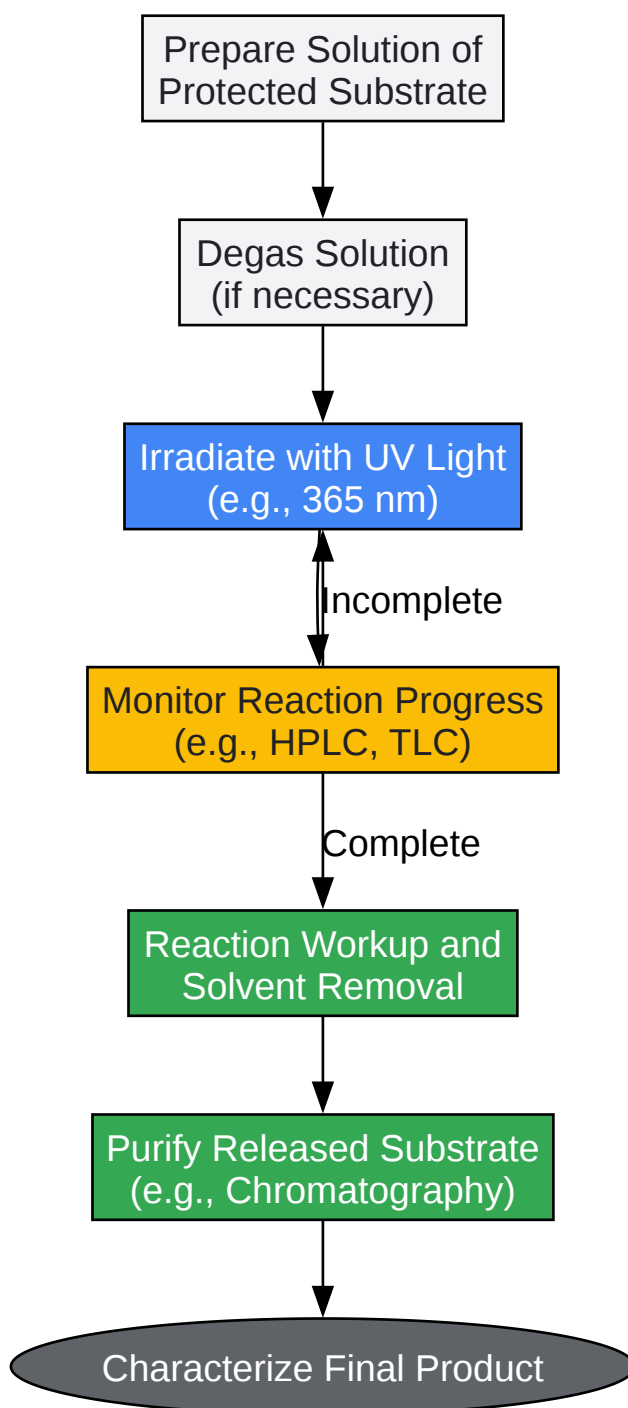 Prepare Solution of
Protected Substrate
Degas Solution
(if necessary)
Irradiate with UV Light
(e.g., 365 nm)
Incomplete
Monitor Reaction Progress
(e.g., HPLC, TLC)
Complete
Reaction Workup and
Solvent Removal
Purify Released Substrate
(e.g., Chromatography)
Characterize Final Product